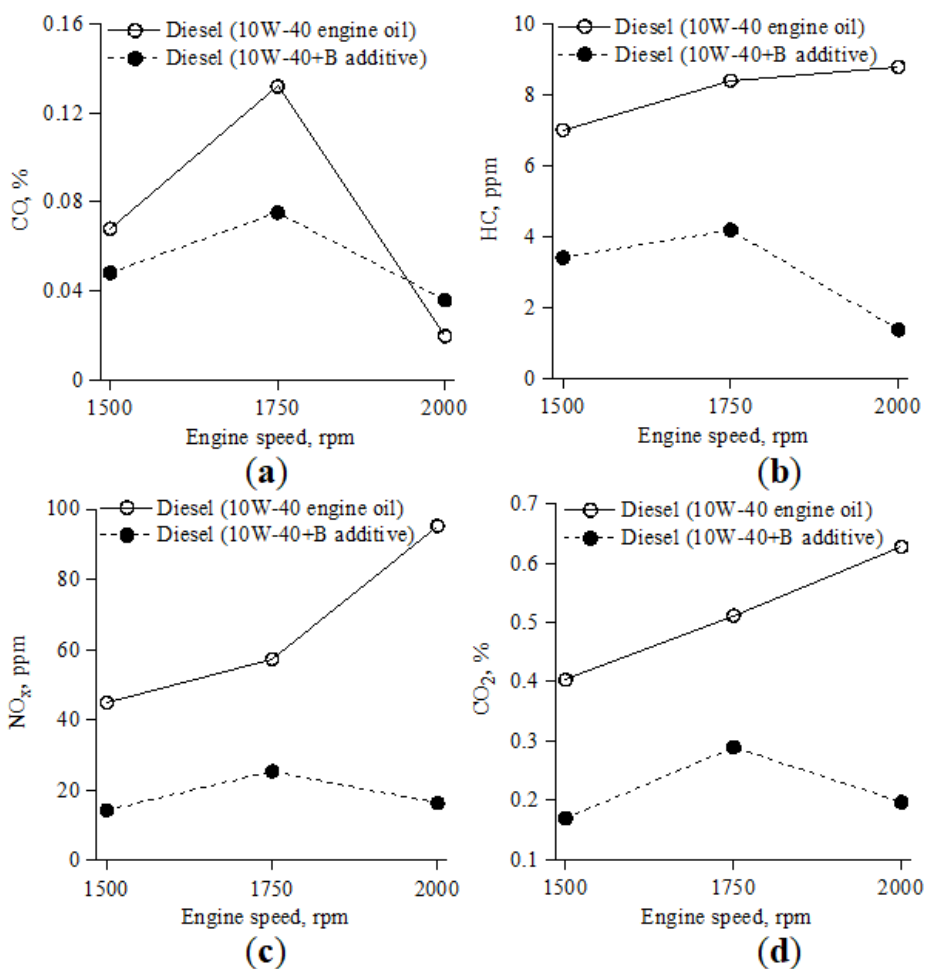 Diesel (10W-40 engine oil)
Diesel (10W-40+B additive)
0.16
0.12
0.08
0.04
0
CO, %
1500 1750 2000
Engine speed, rpm
(a)
Diesel (10W-40 engine oil)
Diesel (10W-40+B additive)
10
8
6
4
2
0
HC, ppm
1500 1750 2000
Engine speed, rpm
(b)
Diesel (10W-40 engine oil)
Diesel (10W-40+B additive)
100
80
60
40
20
0
NOx, ppm
1500 1750 2000
Engine speed, rpm
(c)
Diesel (10W-40 engine oil)
Diesel (10W-40+B additive)
0.7
0.6
0.5
0.4
0.3
0.2
0.1
CO2, %
1500 1750 2000
Engine speed, rpm
(d)